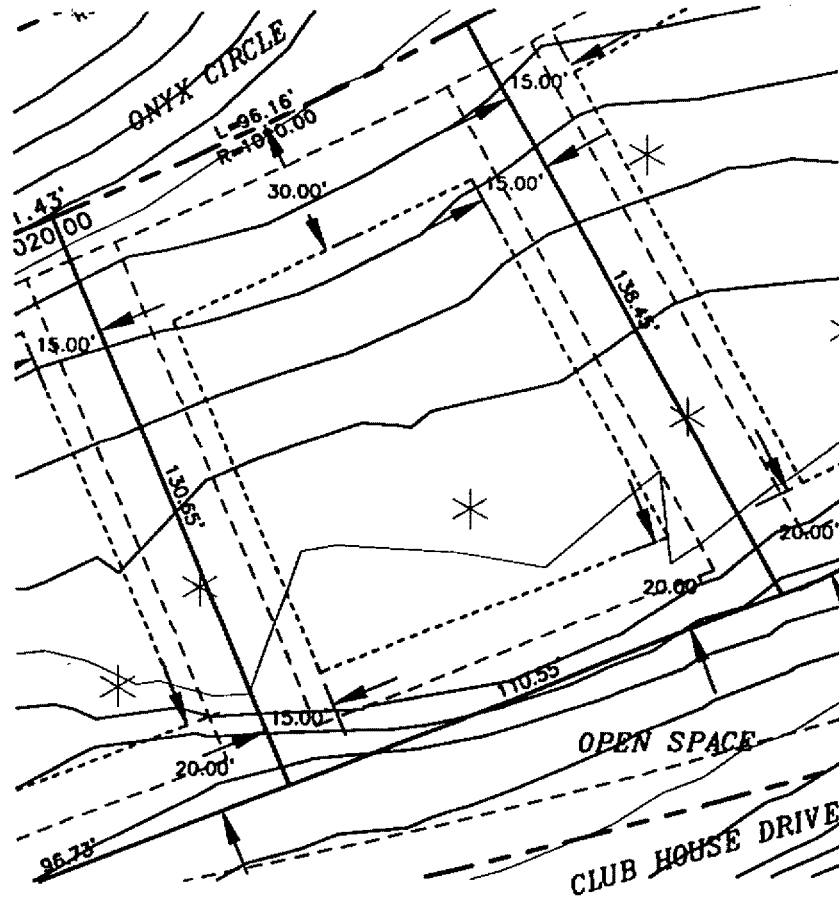 ONYX CIRCLE
L=96.16'
R=1010.00
15.00'
30.00'
15.00'
1.43'
020.00
15.00'
138.45'
130.65'
20.00'
20.00'
110.55'
15.00'
20.00'
OPEN SPACE
96.73'
CLUB HOUSE DRIVE